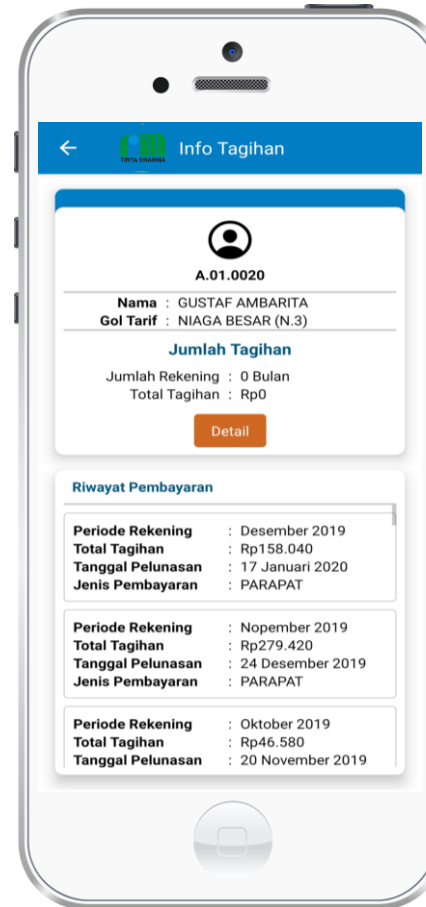 TIRTA DHARMA
Info Tagihan
A.01.0020
Nama : GUSTAF AMBARITA
Gol Tarif : NIAGA BESAR (N.3)
Jumlah Tagihan
Jumlah Rekening : 0 Bulan
Total Tagihan : Rp0
Detail
Riwayat Pembayaran
Periode Rekening : Desember 2019
Total Tagihan : Rp158.040
Tanggal Pelunasan : 17 Januari 2020
Jenis Pembayaran : PARAPAT
Periode Rekening : Nopember 2019
Total Tagihan : Rp279.420
Tanggal Pelunasan : 24 Desember 2019
Jenis Pembayaran : PARAPAT
Periode Rekening : Oktober 2019
Total Tagihan : Rp46.580
Tanggal Pelunasan : 20 November 2019